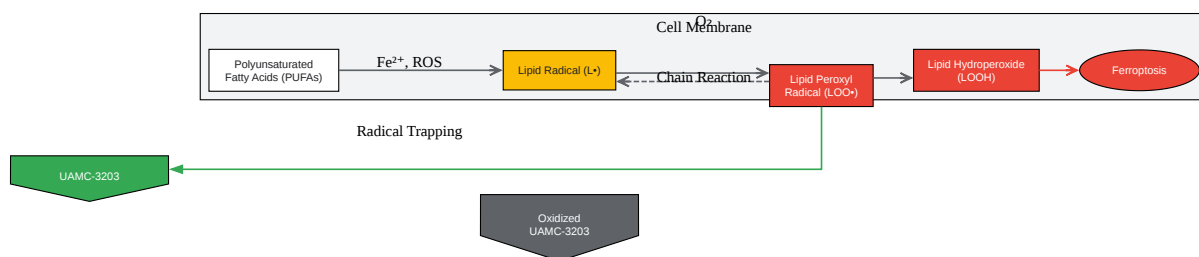 O₂
Cell Membrane
Polyunsaturated
Fatty Acids (PUFAs)
Fe²⁺, ROS
Lipid Radical (L•)
Chain Reaction
Lipid Peroxyl
Radical (LOO•)
Lipid Hydroperoxide
(LOOH)
Ferroptosis
Radical Trapping
UAMC-3203
Oxidized
UAMC-3203